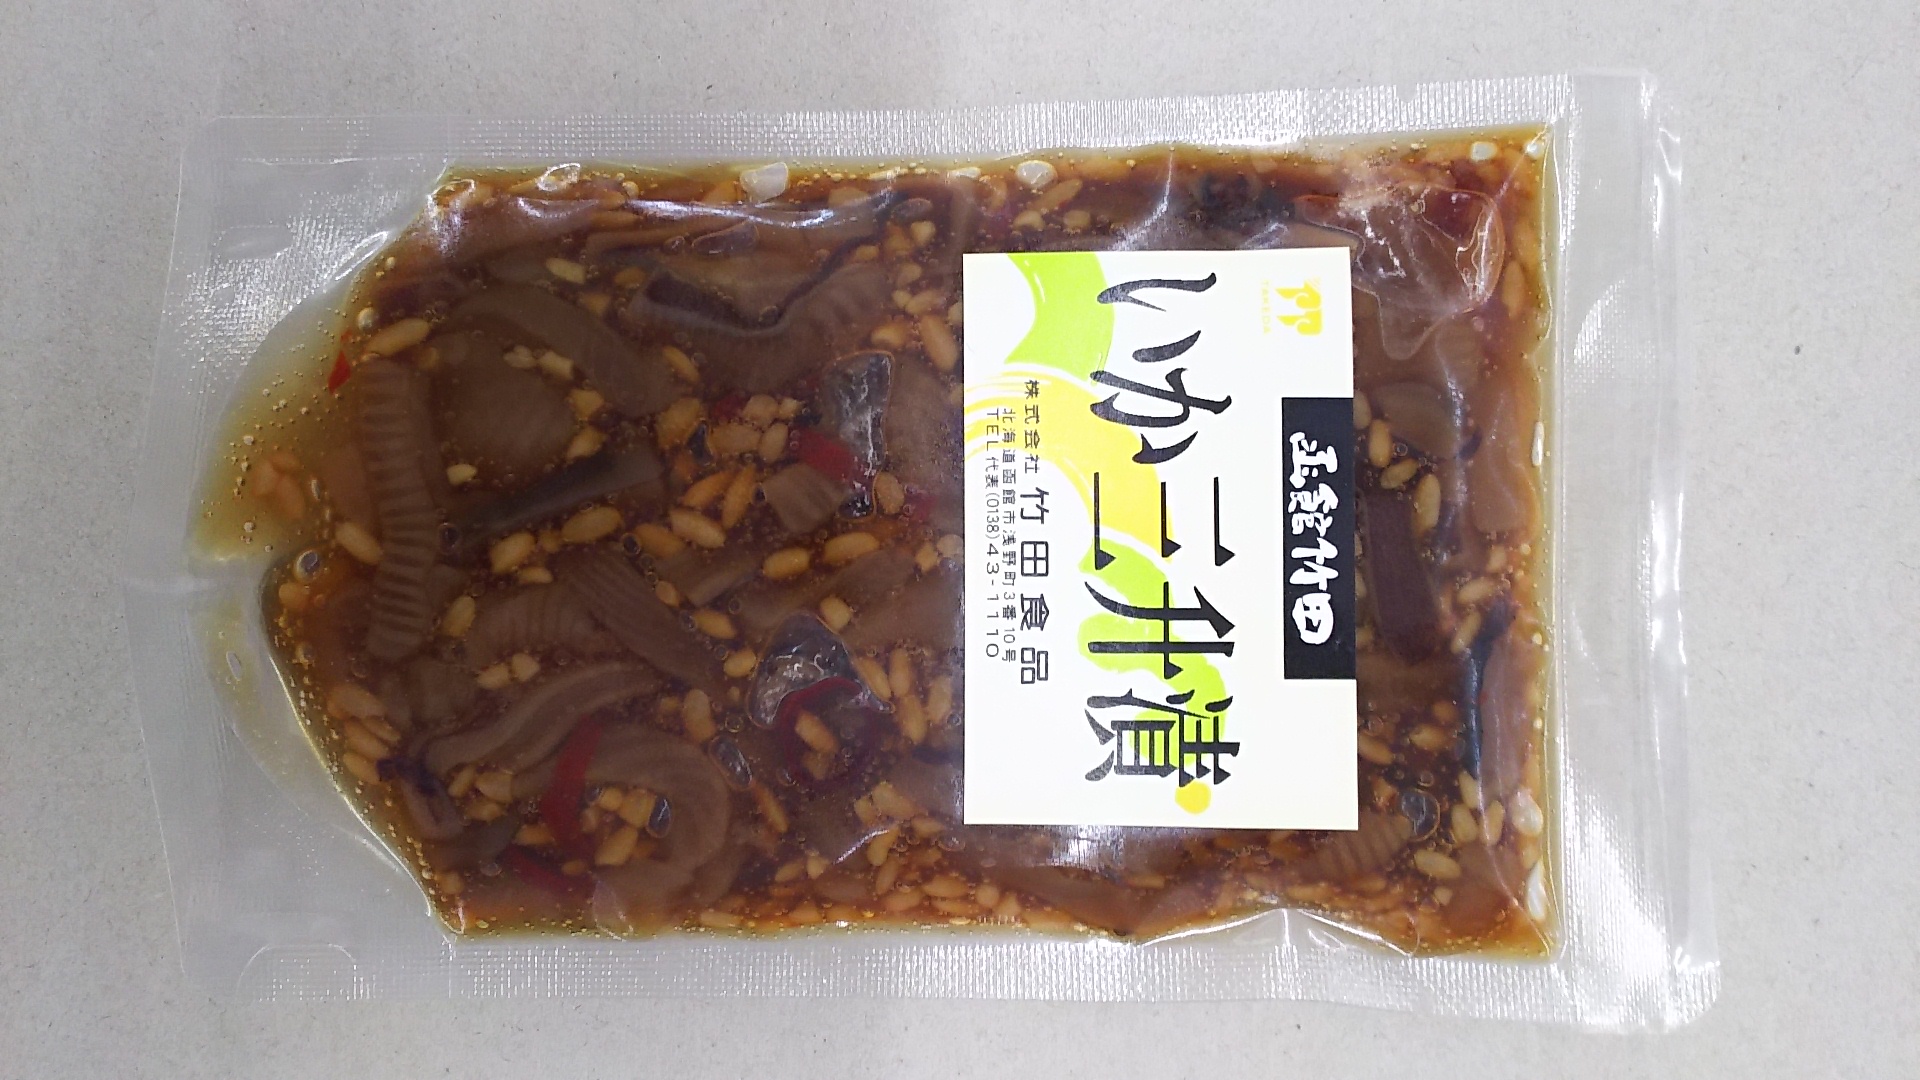 TAKEDA
函館竹田
いか三升漬
株式会社 竹田食品
北海道函館市浅野町3番10号
TEL代表(0138)43-1110